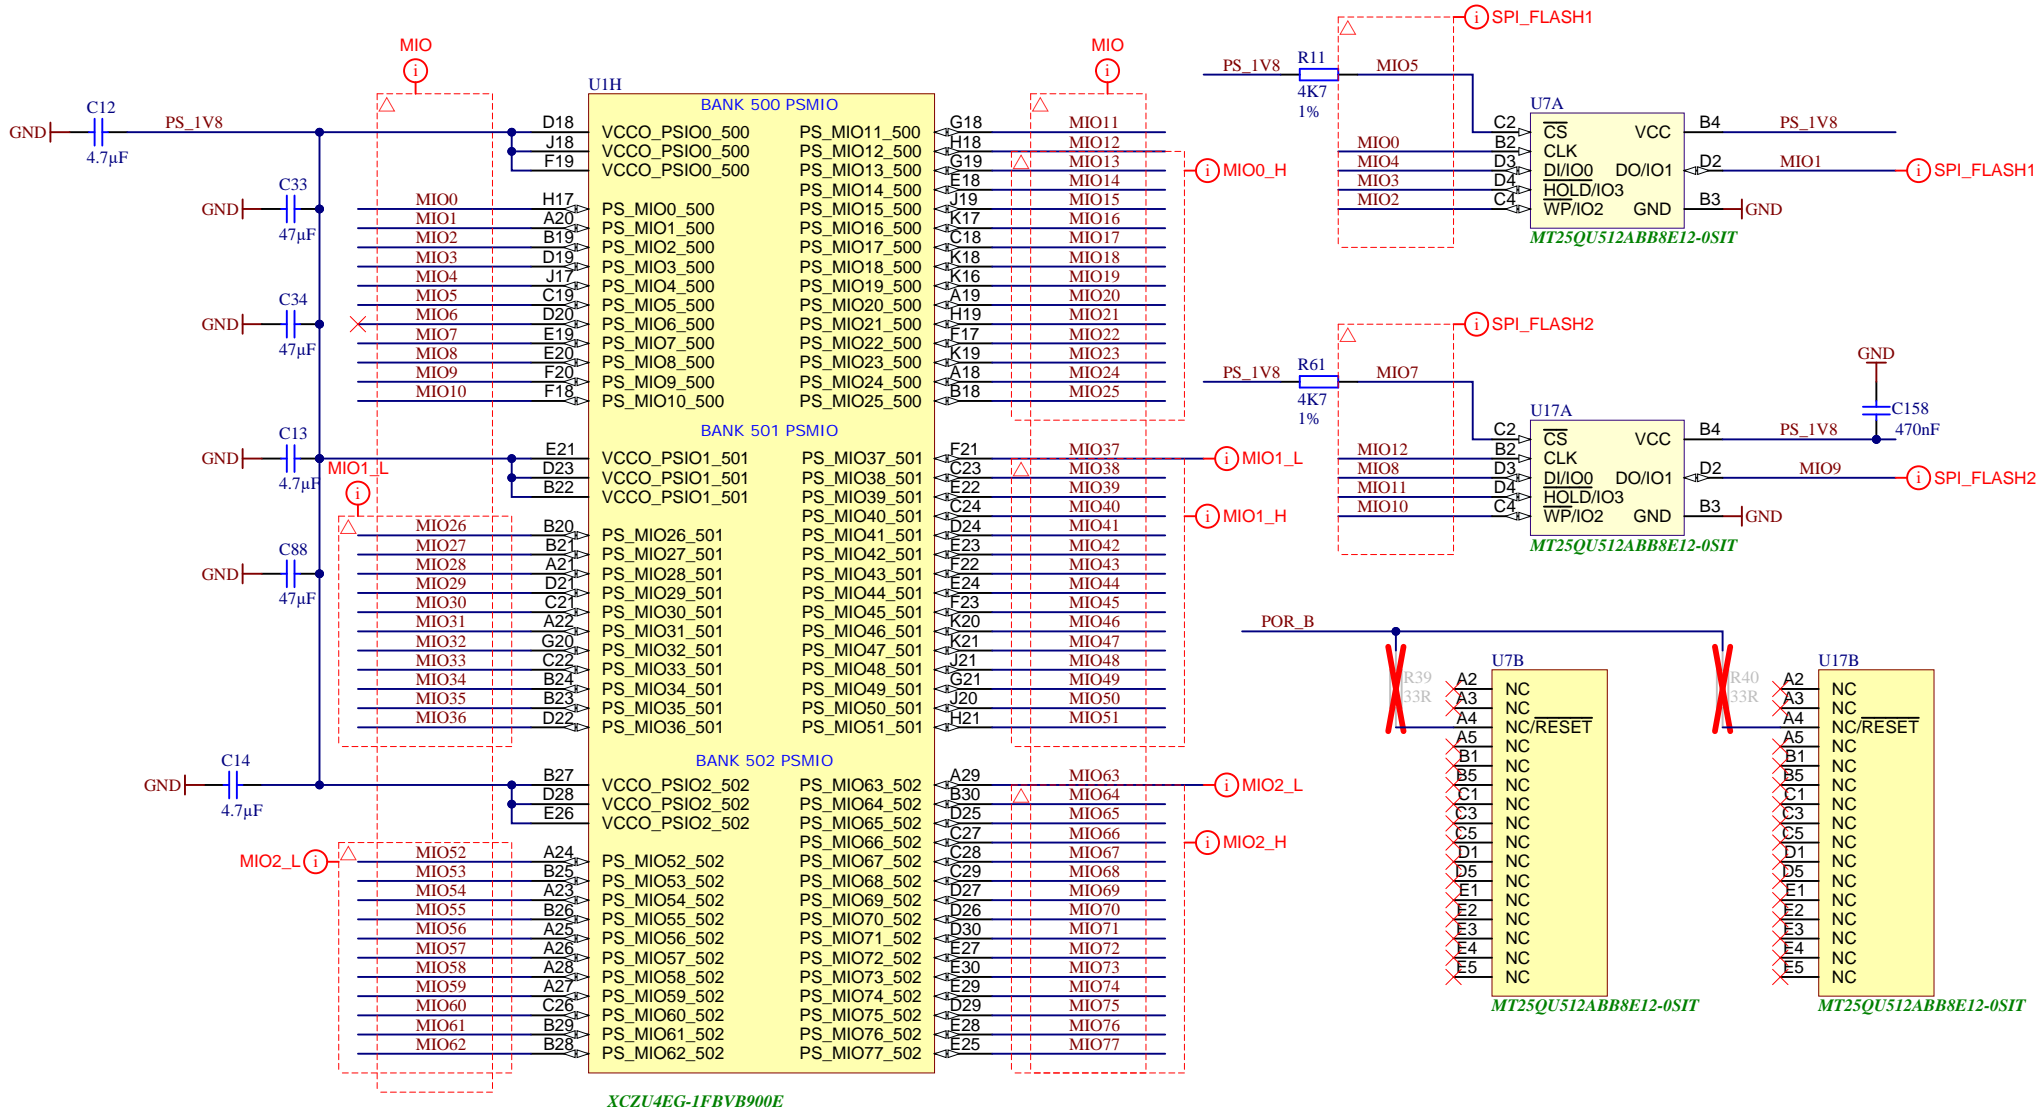 MIO
MIO
SPI_FLASH1
U1H
BANK 500 PSMIO
C12
GND
PS_1V8
4.7µF
D18 VCCO_PSIO0_500
J18 VCCO_PSIO0_500
F19 VCCO_PSIO0_500
C33
GND
47µF
MIO0 H17 PS_MIO0_500
MIO1 A20 PS_MIO1_500
MIO2 B19 PS_MIO2_500
MIO3 D19 PS_MIO3_500
MIO4 J17 PS_MIO4_500
MIO5 C19 PS_MIO5_500
MIO6 D20 PS_MIO6_500
MIO7 E19 PS_MIO7_500
MIO8 E20 PS_MIO8_500
MIO9 F20 PS_MIO9_500
MIO10 F18 PS_MIO10_500
C34
GND
47µF
PS_MIO11_500 G18 MIO11
PS_MIO12_500 H18 MIO12
PS_MIO13_500 G19 MIO13
PS_MIO14_500 E18 MIO14
PS_MIO15_500 J19 MIO15
PS_MIO16_500 K17 MIO16
PS_MIO17_500 C18 MIO17
PS_MIO18_500 K18 MIO18
PS_MIO19_500 K16 MIO19
PS_MIO20_500 A19 MIO20
PS_MIO21_500 H19 MIO21
PS_MIO22_500 F17 MIO22
PS_MIO23_500 K19 MIO23
PS_MIO24_500 A18 MIO24
PS_MIO25_500 B18 MIO25
MIO0_H
BANK 501 PSMIO
C13
GND
4.7µF
E21 VCCO_PSIO1_501
D23 VCCO_PSIO1_501
B22 VCCO_PSIO1_501
MIO1_L
C88
GND
47µF
MIO26 B20 PS_MIO26_501
MIO27 B21 PS_MIO27_501
MIO28 A21 PS_MIO28_501
MIO29 D21 PS_MIO29_501
MIO30 C21 PS_MIO30_501
MIO31 A22 PS_MIO31_501
MIO32 G20 PS_MIO32_501
MIO33 C22 PS_MIO33_501
MIO34 B24 PS_MIO34_501
MIO35 B23 PS_MIO35_501
MIO36 D22 PS_MIO36_501
PS_MIO37_501 F21 MIO37
MIO1_L
PS_MIO38_501 C23 MIO38
PS_MIO39_501 E22 MIO39
PS_MIO40_501 C24 MIO40
PS_MIO41_501 D24 MIO41
PS_MIO42_501 E23 MIO42
PS_MIO43_501 F22 MIO43
PS_MIO44_501 E24 MIO44
PS_MIO45_501 F23 MIO45
PS_MIO46_501 K20 MIO46
PS_MIO47_501 K21 MIO47
PS_MIO48_501 J21 MIO48
PS_MIO49_501 G21 MIO49
PS_MIO50_501 J20 MIO50
PS_MIO51_501 H21 MIO51
MIO1_H
BANK 502 PSMIO
C14
GND
4.7µF
B27 VCCO_PSIO2_502
D28 VCCO_PSIO2_502
E26 VCCO_PSIO2_502
MIO2_L
MIO52 A24 PS_MIO52_502
MIO53 B25 PS_MIO53_502
MIO54 A23 PS_MIO54_502
MIO55 B26 PS_MIO55_502
MIO56 A25 PS_MIO56_502
MIO57 A26 PS_MIO57_502
MIO58 A28 PS_MIO58_502
MIO59 A27 PS_MIO59_502
MIO60 C26 PS_MIO60_502
MIO61 B29 PS_MIO61_502
MIO62 B28 PS_MIO62_502
PS_MIO63_502 A29 MIO63
MIO2_L
PS_MIO64_502 B30 MIO64
PS_MIO65_502 D25 MIO65
PS_MIO66_502 C27 MIO66
PS_MIO67_502 C28 MIO67
PS_MIO68_502 C29 MIO68
PS_MIO69_502 D27 MIO69
PS_MIO70_502 D26 MIO70
PS_MIO71_502 D30 MIO71
PS_MIO72_502 E27 MIO72
PS_MIO73_502 E30 MIO73
PS_MIO74_502 E29 MIO74
PS_MIO75_502 D29 MIO75
PS_MIO76_502 E28 MIO76
PS_MIO77_502 E25 MIO77
MIO2_H
XCZU4EG-1FBVB900E
PS_1V8 R11 MIO5
4K7
1%
U7A
C2 CS VCC B4 PS_1V8
MIO0 B2 CLK
MIO4 D3 DI/IO0 DO/IO1 D2 MIO1 SPI_FLASH1
MIO3 D4 HOLD/IO3
MIO2 C4 WP/IO2 GND B3 GND
MT25QU512ABB8E12-0SIT
SPI_FLASH2
PS_1V8 R61 MIO7
4K7
1%
GND
C158
470nF
U17A
C2 CS VCC B4 PS_1V8
MIO12 B2 CLK
MIO8 D3 DI/IO0 DO/IO1 D2 MIO9 SPI_FLASH2
MIO11 D4 HOLD/IO3
MIO10 C4 WP/IO2 GND B3 GND
MT25QU512ABB8E12-0SIT
POR_B
R39
33R
U7B
A2 NC
A3 NC
A4 NC/RESET
A5 NC
B1 NC
B5 NC
C1 NC
C3 NC
C5 NC
D1 NC
D5 NC
E1 NC
E2 NC
E3 NC
E4 NC
E5 NC
MT25QU512ABB8E12-0SIT
R40
33R
U17B
A2 NC
A3 NC
A4 NC/RESET
A5 NC
B1 NC
B5 NC
C1 NC
C3 NC
C5 NC
D1 NC
D5 NC
E1 NC
E2 NC
E3 NC
E4 NC
E5 NC
MT25QU512ABB8E12-0SIT